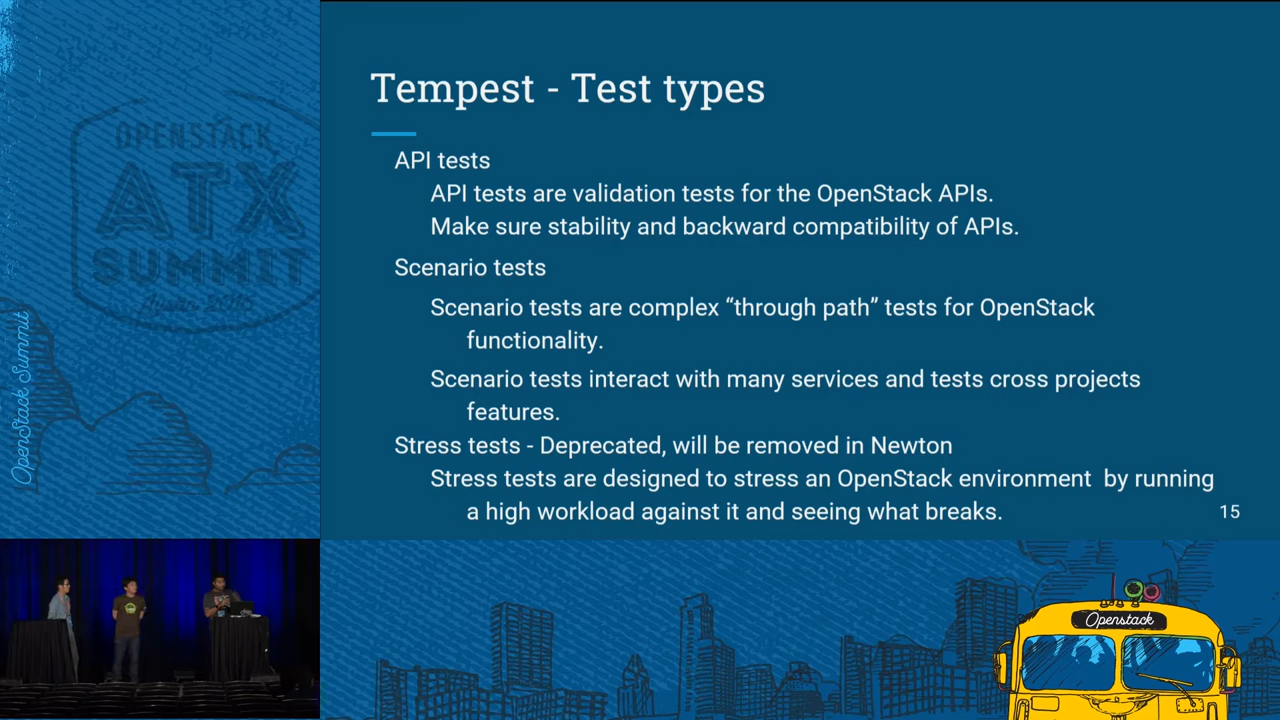 Tempest - Test types
API tests
API tests are validation tests for the OpenStack APIs.
Make sure stability and backward compatibility of APIs.
Scenario tests
Scenario tests are complex “through path” tests for OpenStack
functionality.
Scenario tests interact with many services and tests cross projects
features.
Stress tests - Deprecated, will be removed in Newton
Stress tests are designed to stress an OpenStack environment  by running
a high workload against it and seeing what breaks.
15
OPENSTACK
ATX
SUMMIT
OpenStack Summit
Openstack